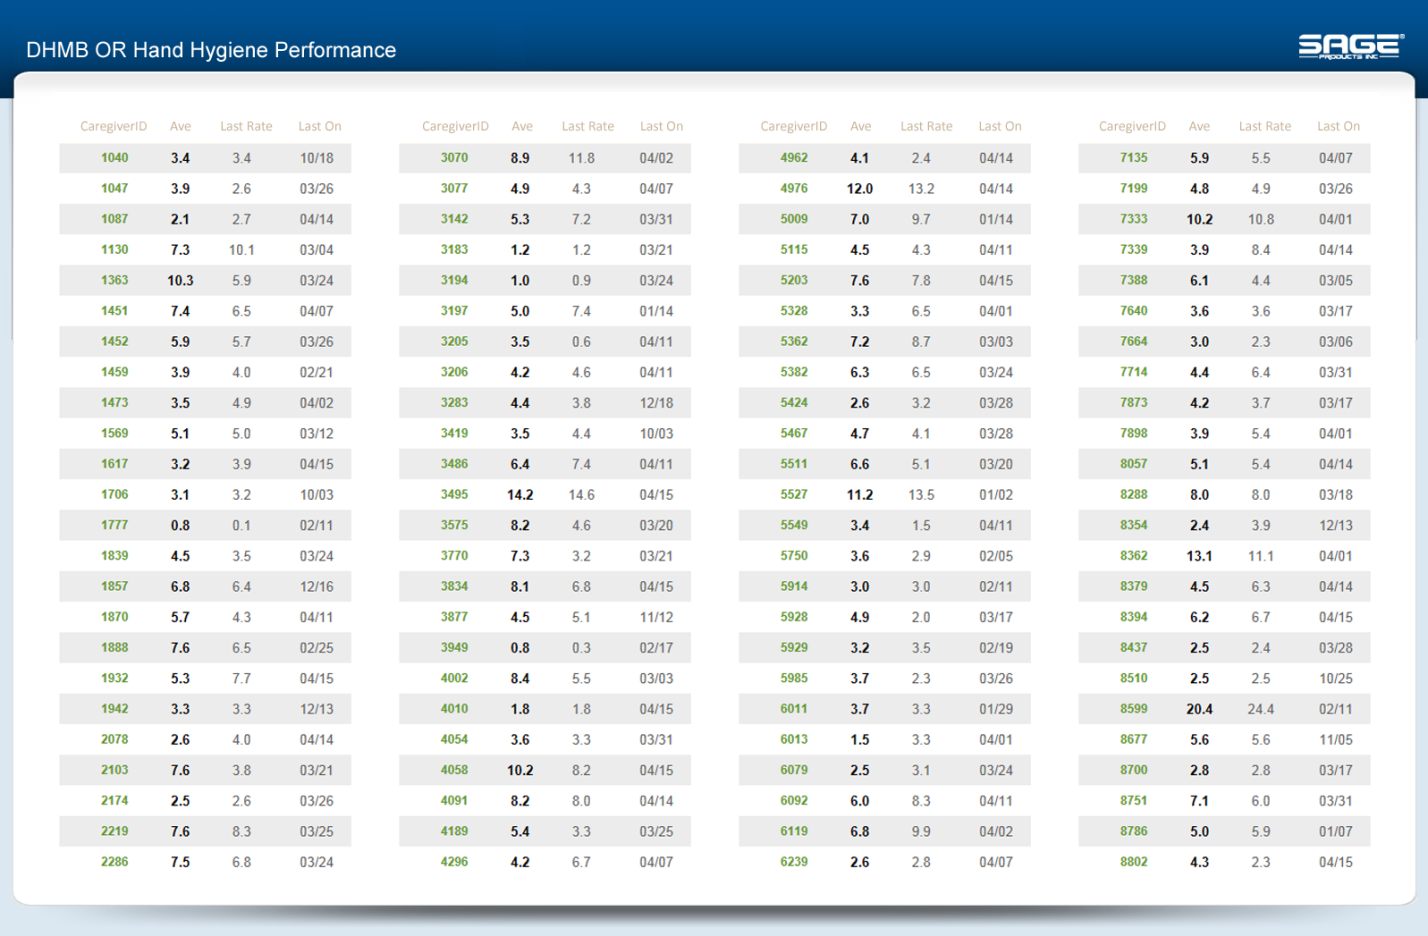 DHMB OR Hand Hygiene Performance
SAGE®
PRODUCTS INC
CaregiverID Ave Last Rate Last On CaregiverID Ave Last Rate Last On CaregiverID Ave Last Rate Last On CaregiverID Ave Last Rate Last On
1040 3.4 3.4 10/18 3070 8.9 11.8 04/02 4962 4.1 2.4 04/14 7135 5.9 5.5 04/07
1047 3.9 2.6 03/26 3077 4.9 4.3 04/07 4976 12.0 13.2 04/14 7199 4.8 4.9 03/26
1087 2.1 2.7 04/14 3142 5.3 7.2 03/31 5009 7.0 9.7 01/14 7333 10.2 10.8 04/01
1130 7.3 10.1 03/04 3183 1.2 1.2 03/21 5115 4.5 4.3 04/11 7339 3.9 8.4 04/14
1363 10.3 5.9 03/24 3194 1.0 0.9 03/24 5203 7.6 7.8 04/15 7388 6.1 4.4 03/05
1451 7.4 6.5 04/07 3197 5.0 7.4 01/14 5328 3.3 6.5 04/01 7640 3.6 3.6 03/17
1452 5.9 5.7 03/26 3205 3.5 0.6 04/11 5362 7.2 8.7 03/03 7664 3.0 2.3 03/06
1459 3.9 4.0 02/21 3206 4.2 4.6 04/11 5382 6.3 6.5 03/24 7714 4.4 6.4 03/31
1473 3.5 4.9 04/02 3283 4.4 3.8 12/18 5424 2.6 3.2 03/28 7873 4.2 3.7 03/17
1569 5.1 5.0 03/12 3419 3.5 4.4 10/03 5467 4.7 4.1 03/28 7898 3.9 5.4 04/01
1617 3.2 3.9 04/15 3486 6.4 7.4 04/11 5511 6.6 5.1 03/20 8057 5.1 5.4 04/14
1706 3.1 3.2 10/03 3495 14.2 14.6 04/15 5527 11.2 13.5 01/02 8288 8.0 8.0 03/18
1777 0.8 0.1 02/11 3575 8.2 4.6 03/20 5549 3.4 1.5 04/11 8354 2.4 3.9 12/13
1839 4.5 3.5 03/24 3770 7.3 3.2 03/21 5750 3.6 2.9 02/05 8362 13.1 11.1 04/01
1857 6.8 6.4 12/16 3834 8.1 6.8 04/15 5914 3.0 3.0 02/11 8379 4.5 6.3 04/14
1870 5.7 4.3 04/11 3877 4.5 5.1 11/12 5928 4.9 2.0 03/17 8394 6.2 6.7 04/15
1888 7.6 6.5 02/25 3949 0.8 0.3 02/17 5929 3.2 3.5 02/19 8437 2.5 2.4 03/28
1932 5.3 7.7 04/15 4002 8.4 5.5 03/03 5985 3.7 2.3 03/26 8510 2.5 2.5 10/25
1942 3.3 3.3 12/13 4010 1.8 1.8 04/15 6011 3.7 3.3 01/29 8599 20.4 24.4 02/11
2078 2.6 4.0 04/14 4054 3.6 3.3 03/31 6013 1.5 3.3 04/01 8677 5.6 5.6 11/05
2103 7.6 3.8 03/21 4058 10.2 8.2 04/15 6079 2.5 3.1 03/24 8700 2.8 2.8 03/17
2174 2.5 2.6 03/26 4091 8.2 8.0 04/14 6092 6.0 8.3 04/11 8751 7.1 6.0 03/31
2219 7.6 8.3 03/25 4189 5.4 3.3 03/25 6119 6.8 9.9 04/02 8786 5.0 5.9 01/07
2286 7.5 6.8 03/24 4296 4.2 6.7 04/07 6239 2.6 2.8 04/07 8802 4.3 2.3 04/15